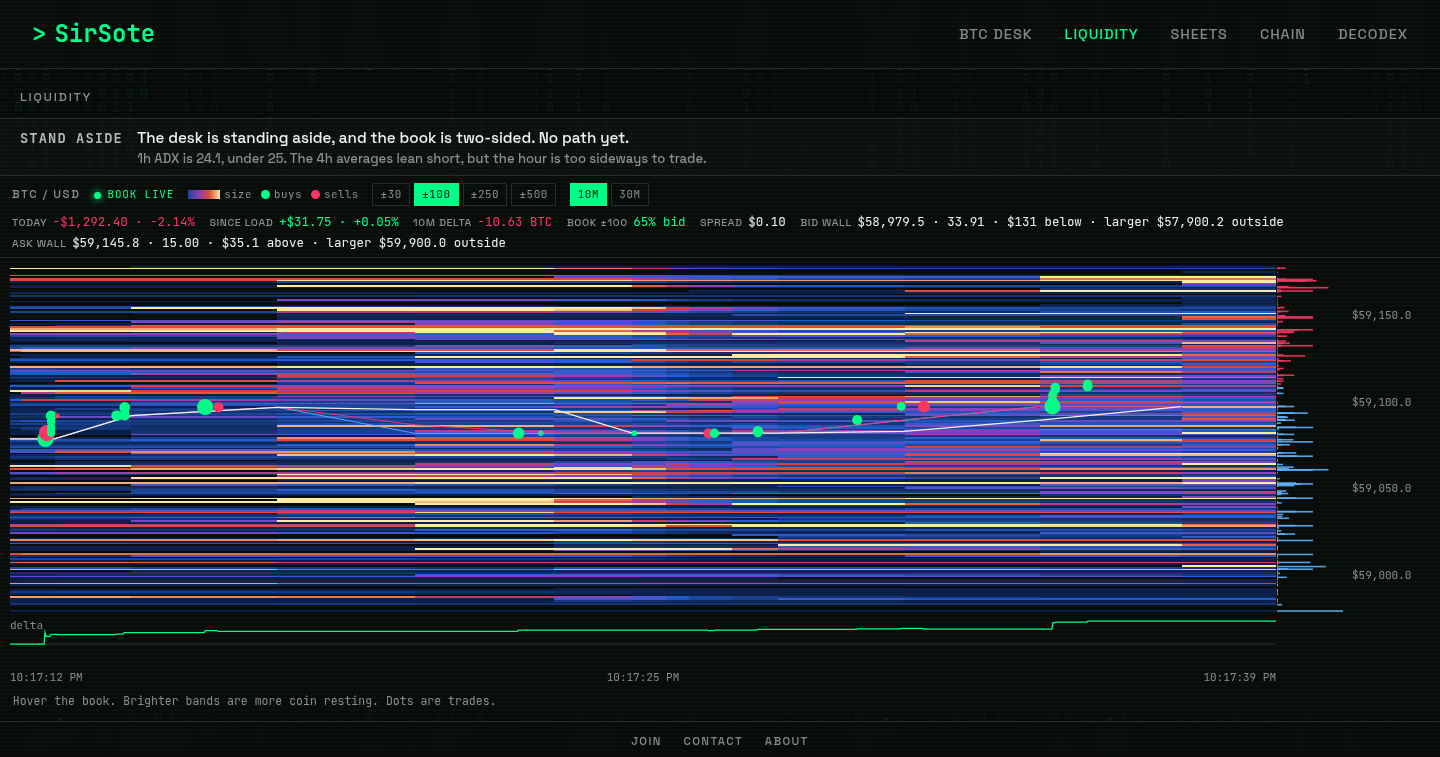 > SirSote
BTC DESK LIQUIDITY SHEETS CHAIN DECODEX
LIQUIDITY
STAND ASIDE The desk is standing aside, and the book is two-sided. No path yet.
1h ADX is 24.1, under 25. The 4h averages lean short, but the hour is too sideways to trade.
BTC / USD BOOK LIVE size buys sells ±30 ±100 ±250 ±500 10M 30M
TODAY -$1,292.40 · -2.14% SINCE LOAD +$31.75 · +0.05% 10M DELTA -10.63 BTC BOOK ±100 65% bid SPREAD $0.10 BID WALL $58,979.5 · 33.91 · $131 below · larger $57,900.2 outside
ASK WALL $59,145.8 · 15.00 · $35.1 above · larger $59,900.0 outside
$59,150.0
$59,100.0
$59,050.0
$59,000.0
delta
10:17:12 PM 10:17:25 PM 10:17:39 PM
Hover the book. Brighter bands are more coin resting. Dots are trades.
JOIN CONTACT ABOUT